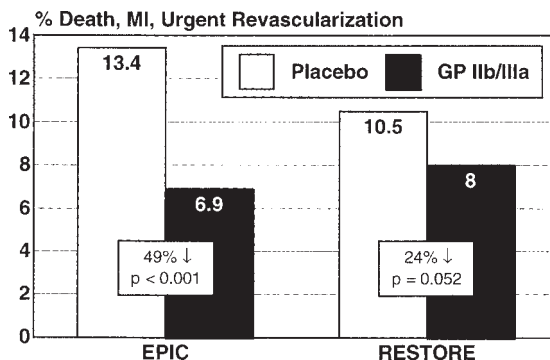 % Death, MI, Urgent Revascularization
14
12
10
8
6
4
2
0
Placebo GP IIb/IIIa
13.4
6.9
10.5
8
49% ↓
p < 0.001
24% ↓
p = 0.052
EPIC RESTORE